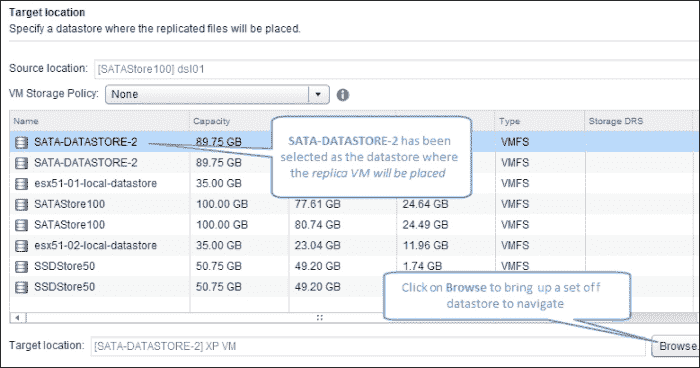 Target location
Specify a datastore where the replicated files will be placed.
Source location: [SATAStore100] dsl01
VM Storage Policy: None
Name Capacity Type Storage DRS
SATA-DATASTORE-2 89.75 GB VMFS
SATA-DATASTORE-2 89.75 GB VMFS
SATA-DATASTORE-2 has been
selected as the datastore where
the replica VM will be placed
esx51-01-local-datastore 35.00 GB VMFS
SATAStore100 100.00 GB 77.61 GB 24.64 GB VMFS
SATAStore100 100.00 GB 80.74 GB 24.49 GB VMFS
esx51-02-local-datastore 35.00 GB 23.04 GB 11.96 GB VMFS
SSDStore50 50.75 GB 49.20 GB 1.74 GB VMFS
SSDStore50 50.75 GB 49.20 GB
Click on Browse to bring up a set off
datastore to navigate
Target location: [SATA-DATASTORE-2] XP VM Browse.